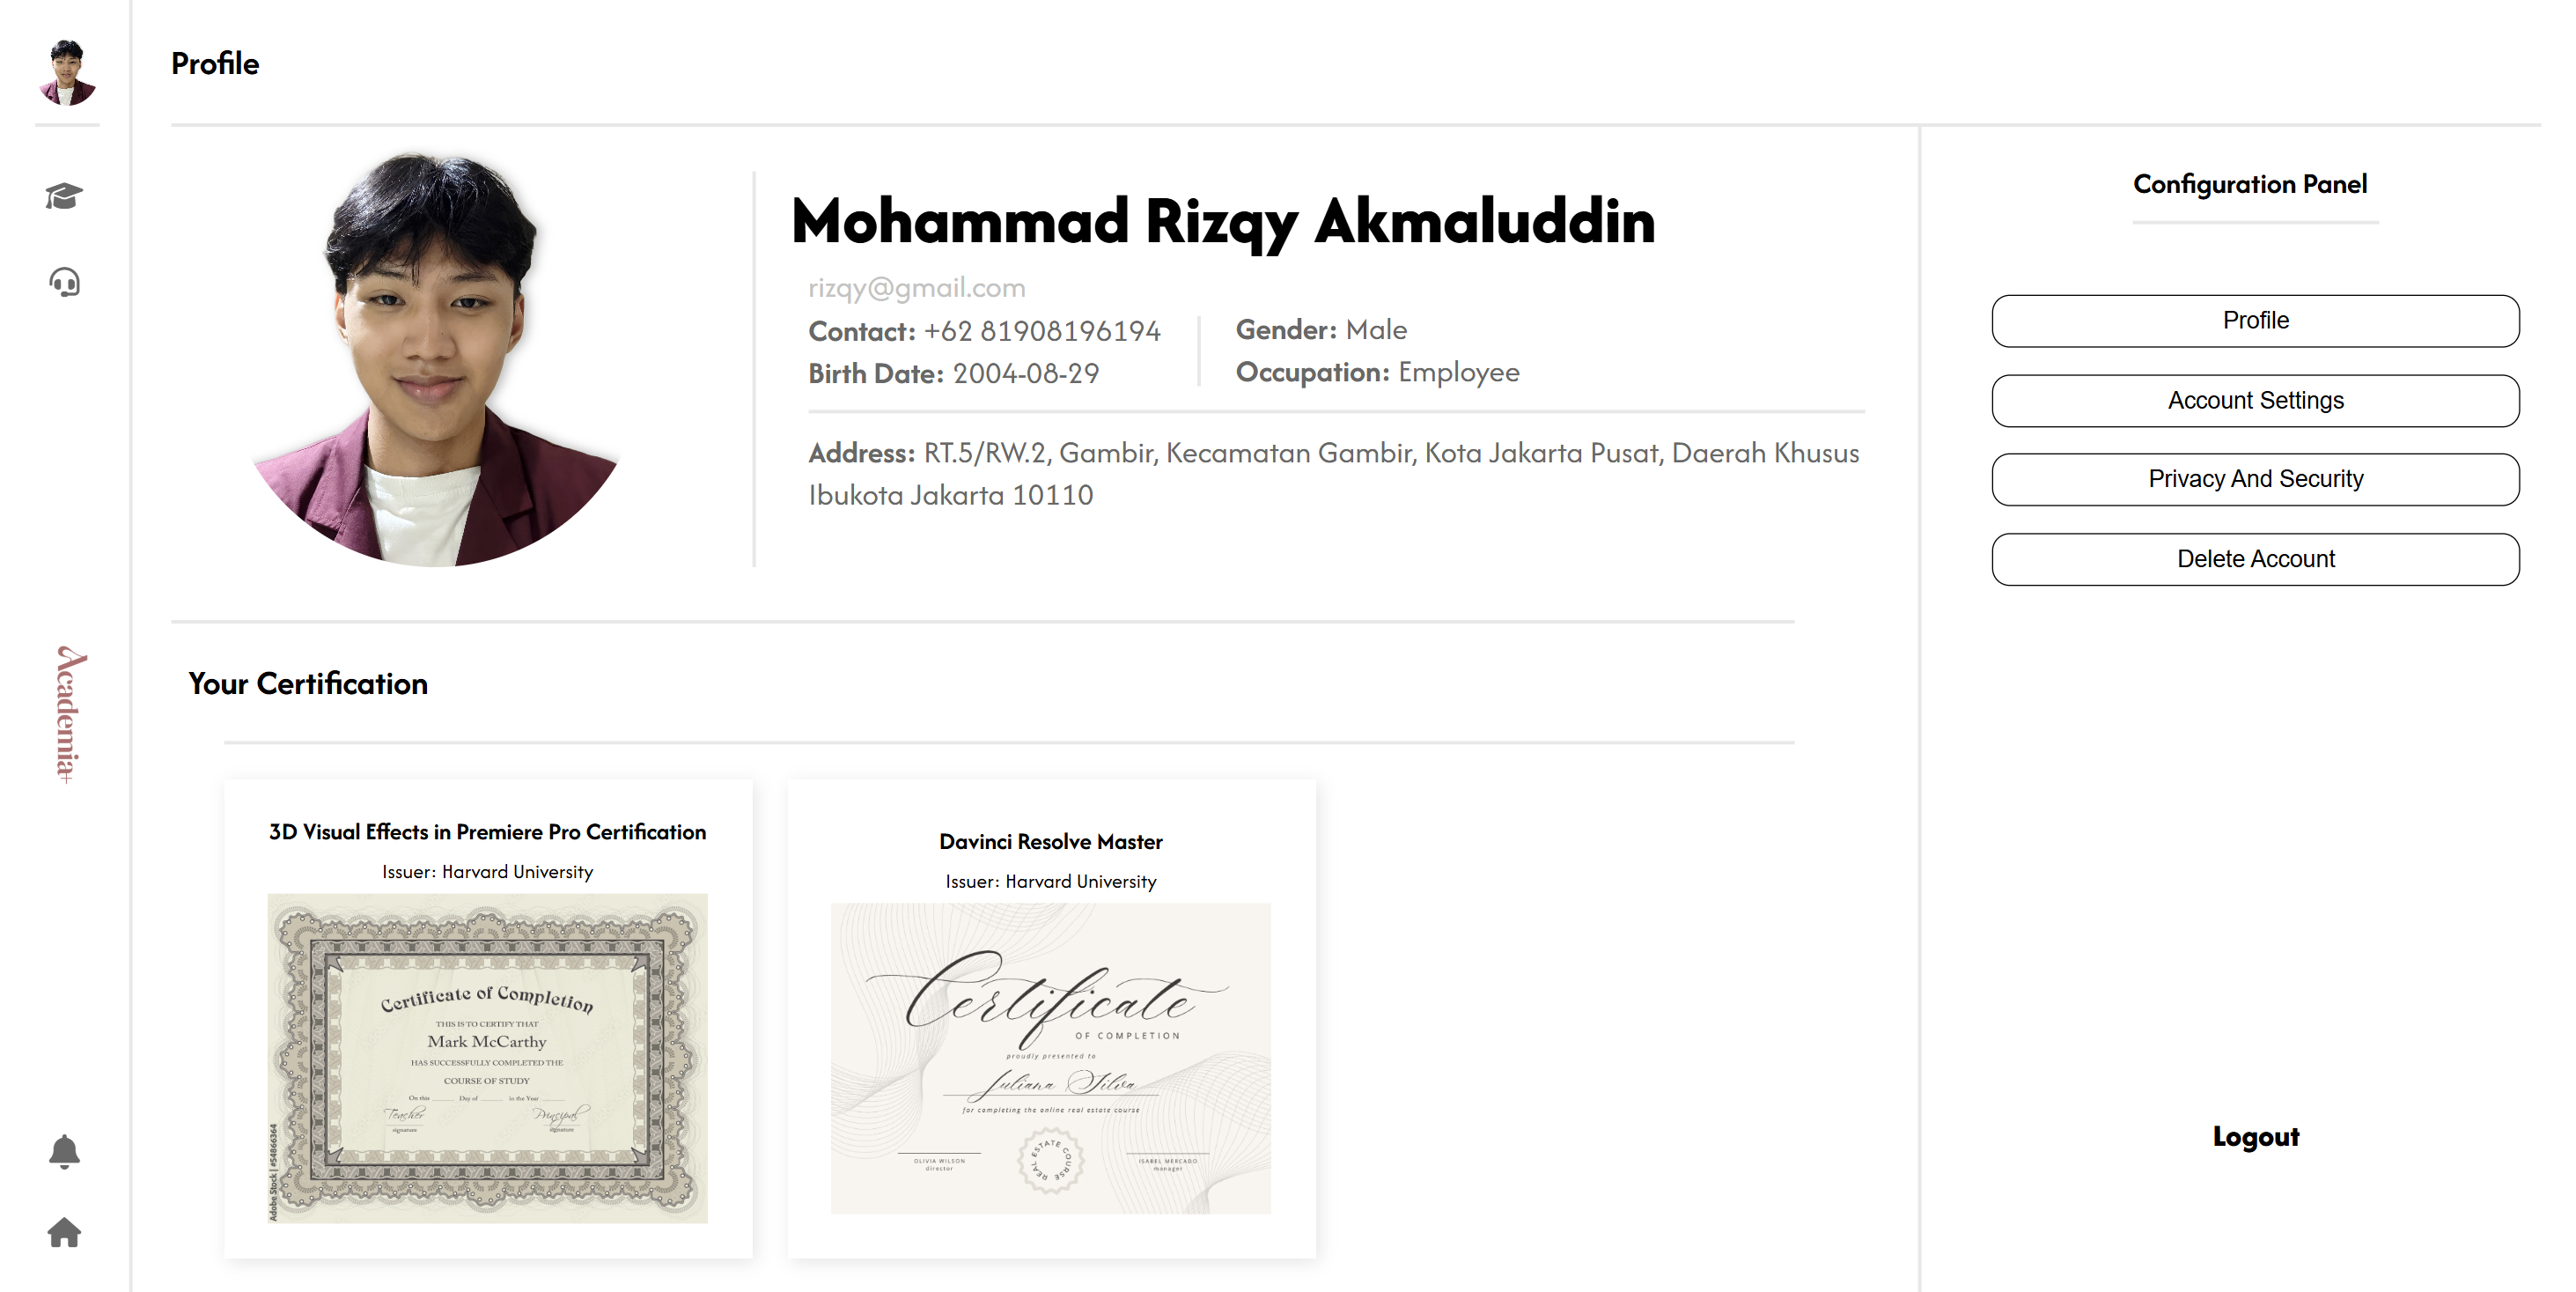 Profile
Mohammad Rizqy Akmaluddin
rizqy@gmail.com
Contact: +62 81908196194
Birth Date: 2004-08-29
Gender: Male
Occupation: Employee
Address: RT.5/RW.2, Gambir, Kecamatan Gambir, Kota Jakarta Pusat, Daerah Khusus
Ibukota Jakarta 10110
Configuration Panel
Profile
Account Settings
Privacy And Security
Delete Account
Logout
Academia+
Your Certification
3D Visual Effects in Premiere Pro Certification
Issuer: Harvard University
Certificate of Completion
THIS IS TO CERTIFY THAT
Mark McCarthy
HAS SUCCESSFULLY COMPLETED THE
COURSE OF STUDY
On this ____ Day of ____ in the Year ____
Teacher
signature
Principal
signature
Adobe Stock | #54866364
Davinci Resolve Master
Issuer: Harvard University
Certificate
OF COMPLETION
proudly presented to
Juliana Silva
for completing the online real estate course
OLIVIA WILSON
director
REAL ESTATE COURSE
ISABEL MERCADO
manager